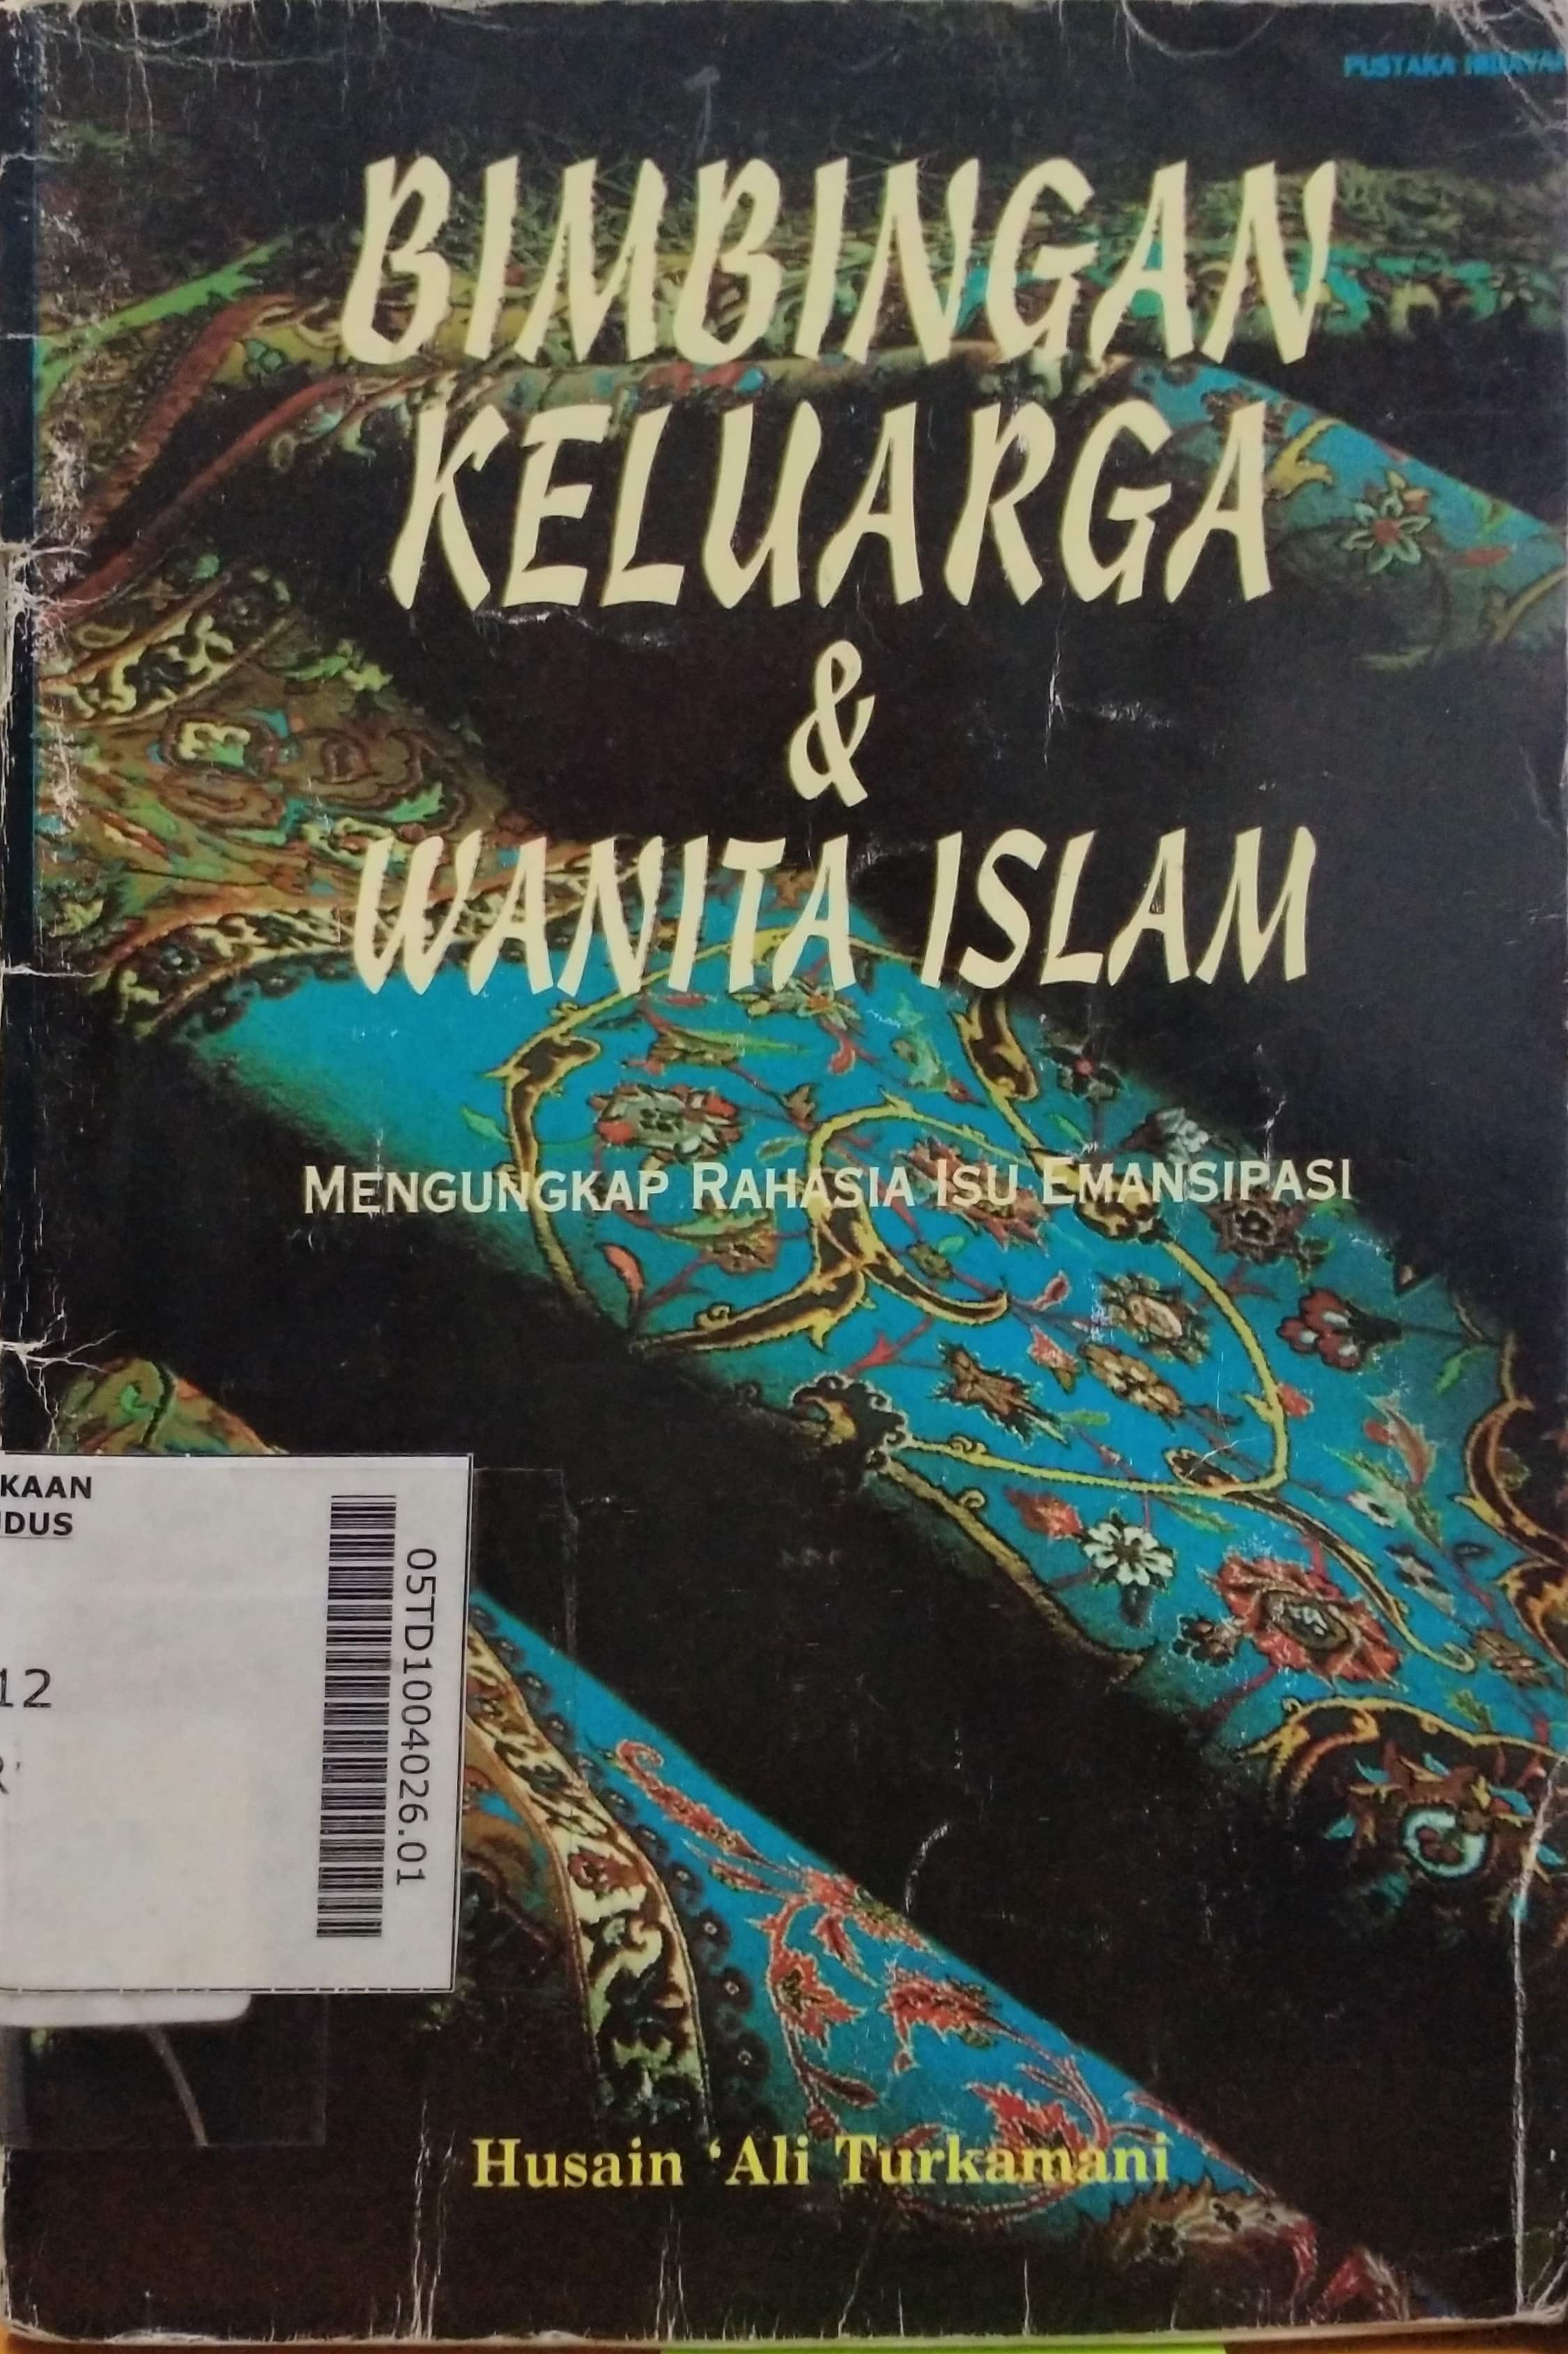 PUSTAKA HIDAYAH
BIMBINGAN
KELUARGA
&
WANITA ISLAM
MENGUNGKAP RAHASIA ISU EMANSIPASI
KAAN
DUS
05TD1004026.01
12
R'
Husain ‘Ali Turkamani